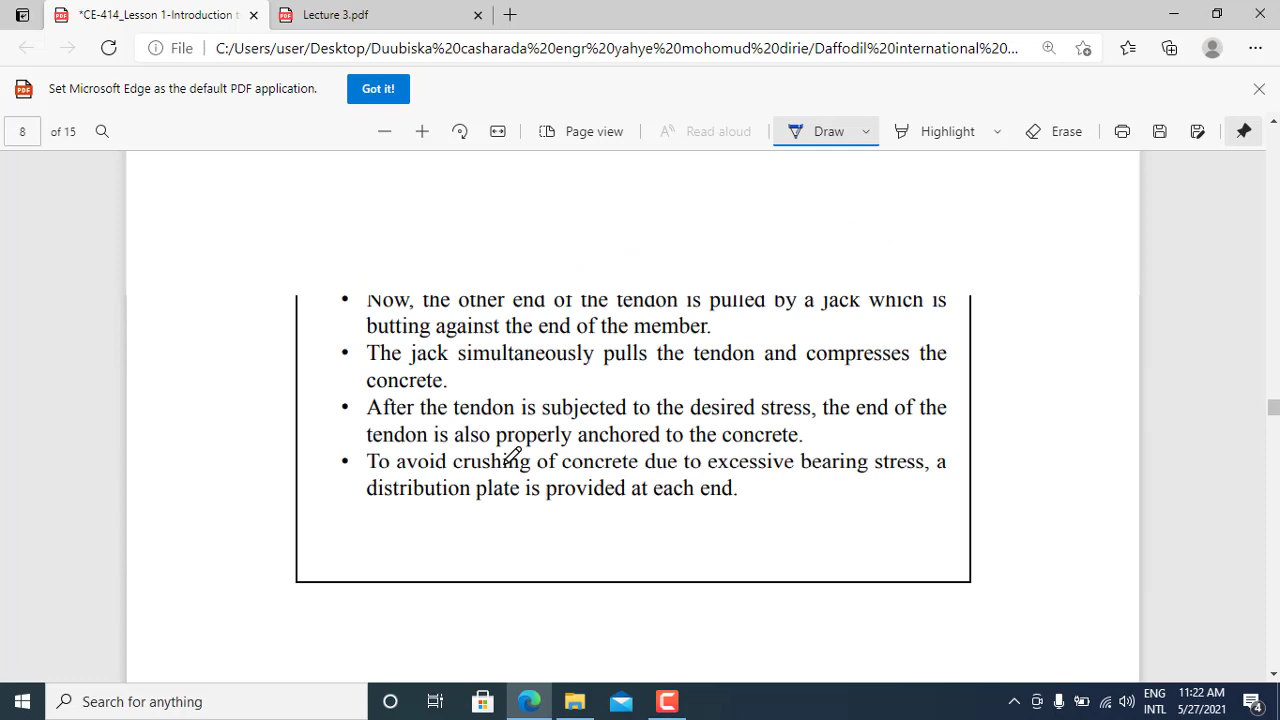 *CE-414_Lesson 1-Introduction t
Lecture 3.pdf
File
C:/Users/user/Desktop/Duubiska%20casharada%20engr%20yahye%20mohomud%20dirie/Daffodil%20international%20...
Set Microsoft Edge as the default PDF application.
Got it!
8 of 15
Page view
Read aloud
Draw
Highlight
Erase
• Now, the other end of the tendon is pulled by a jack which is
butting against the end of the member.
• The jack simultaneously pulls the tendon and compresses the
concrete.
• After the tendon is subjected to the desired stress, the end of the
tendon is also properly anchored to the concrete.
• To avoid crushing of concrete due to excessive bearing stress, a
distribution plate is provided at each end.
Search for anything
ENG
INTL
11:22 AM
5/27/2021
4